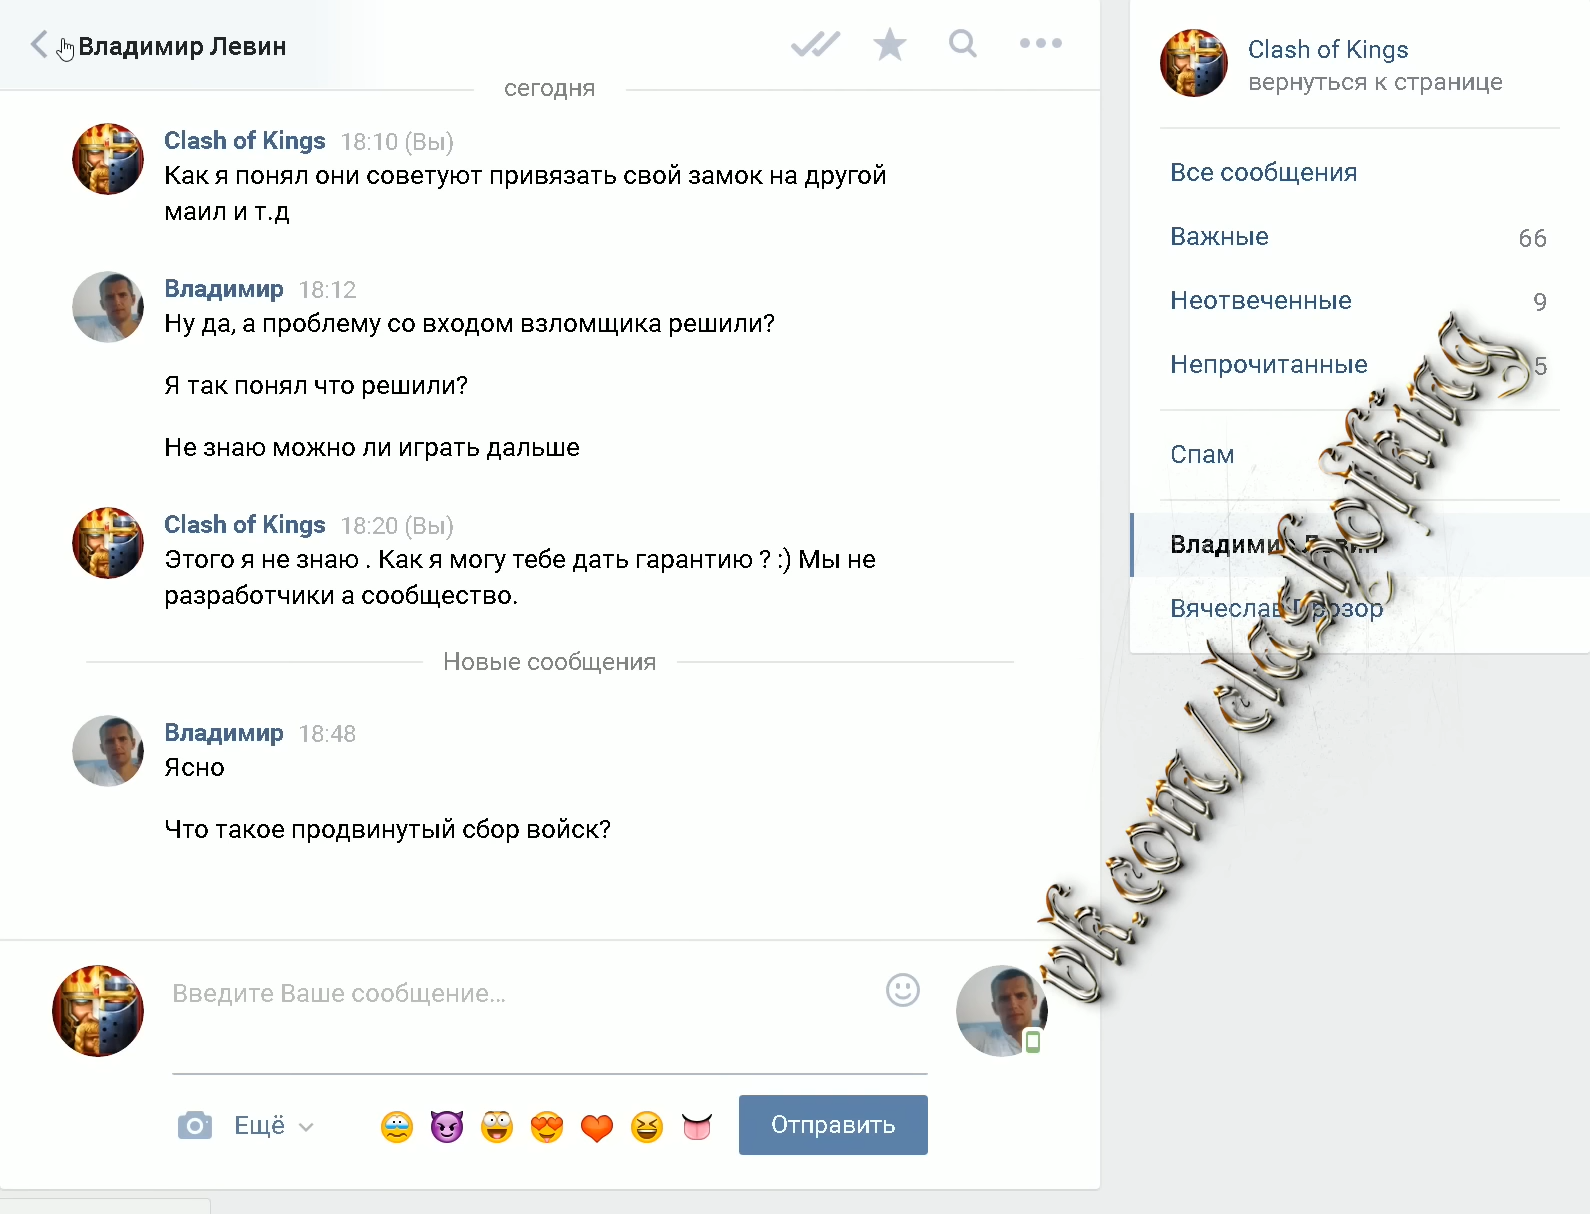 Владимир Левин
сегодня
Clash of Kings 18:10 (Вы)
Как я понял они советуют привязать свой замок на другой
маил и т.д
Владимир 18:12
Ну да, а проблему со входом взломщика решили?
Я так понял что решили?
Не знаю можно ли играть дальше
Clash of Kings 18:20 (Вы)
Этого я не знаю . Как я могу тебе дать гарантию ? :) Мы не
разработчики а сообщество.
Новые сообщения
Владимир 18:48
Ясно
Что такое продвинутый сбор войск?
Введите Ваше сообщение...
Ещё
Отправить
Clash of Kings
вернуться к странице
Все сообщения
Важные 66
Неотвеченные 9
Непрочитанные 5
Спам
Владимир Левин
Вячеслав
vk.com/clashofking